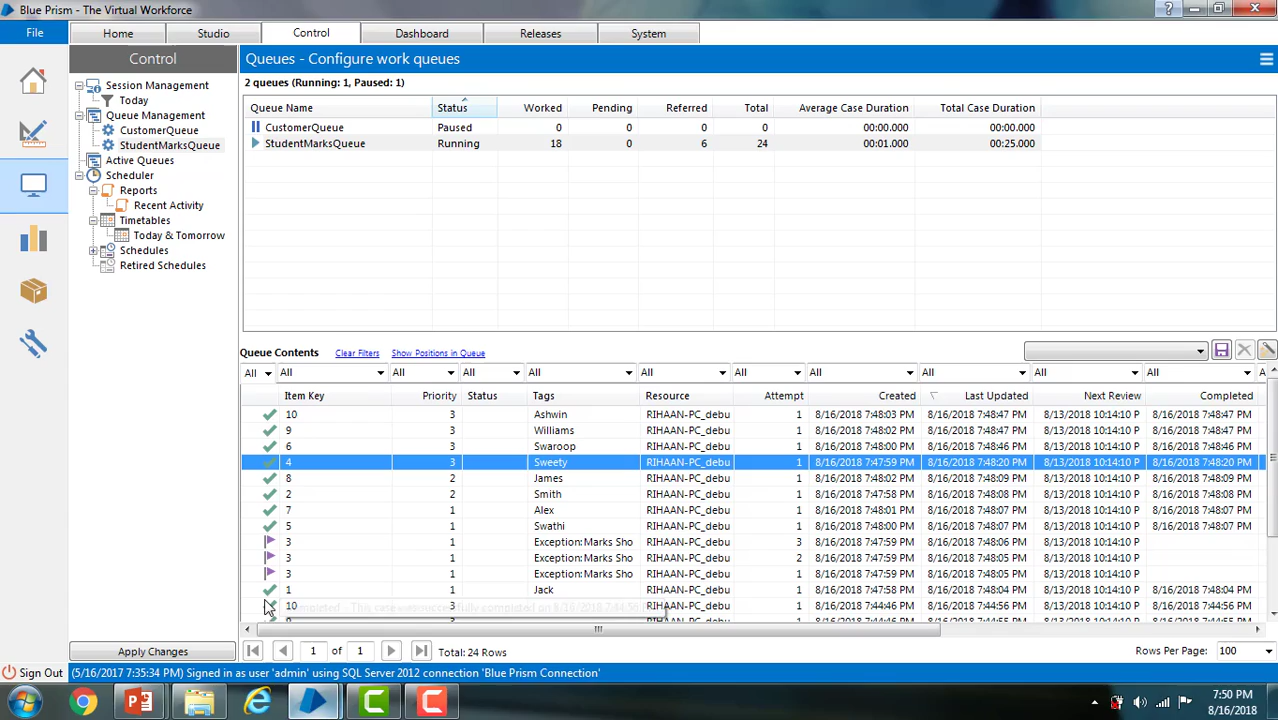 Blue Prism - The Virtual Workforce
File Home Studio Control Dashboard Releases System
Control
Queues - Configure work queues
Session Management
Today
Queue Management
CustomerQueue
StudentMarksQueue
Active Queues
Scheduler
Reports
Recent Activity
Timetables
Today & Tomorrow
Schedules
Retired Schedules
Apply Changes
2 queues (Running: 1, Paused: 1)
Queue Name Status Worked Pending Referred Total Average Case Duration Total Case Duration
CustomerQueue Paused 0 0 0 0 00:00.000 00:00.000
StudentMarksQueue Running 18 0 6 24 00:01.000 00:25.000
Queue Contents Clear Filters Show Positions in Queue
All All All All All All All All All All All
Item Key Priority Status Tags Resource Attempt Created Last Updated Next Review Completed
10 3 Ashwin RIHAAN-PC_debu 1 8/16/2018 7:48:03 PM 8/16/2018 7:48:47 PM 8/13/2018 10:14:10 P 8/16/2018 7:48:47 PM
9 3 Williams RIHAAN-PC_debu 1 8/16/2018 7:48:02 PM 8/16/2018 7:48:47 PM 8/13/2018 10:14:10 P 8/16/2018 7:48:47 PM
6 3 Swaroop RIHAAN-PC_debu 1 8/16/2018 7:48:00 PM 8/16/2018 7:48:46 PM 8/13/2018 10:14:10 P 8/16/2018 7:48:46 PM
4 3 Sweety RIHAAN-PC_debu 1 8/16/2018 7:47:59 PM 8/16/2018 7:48:20 PM 8/13/2018 10:14:10 P 8/16/2018 7:48:20 PM
8 2 James RIHAAN-PC_debu 1 8/16/2018 7:48:02 PM 8/16/2018 7:48:09 PM 8/13/2018 10:14:10 P 8/16/2018 7:48:09 PM
2 2 Smith RIHAAN-PC_debu 1 8/16/2018 7:47:58 PM 8/16/2018 7:48:08 PM 8/13/2018 10:14:10 P 8/16/2018 7:48:08 PM
7 1 Alex RIHAAN-PC_debu 1 8/16/2018 7:48:01 PM 8/16/2018 7:48:07 PM 8/13/2018 10:14:10 P 8/16/2018 7:48:07 PM
5 1 Swathi RIHAAN-PC_debu 1 8/16/2018 7:48:00 PM 8/16/2018 7:48:07 PM 8/13/2018 10:14:10 P 8/16/2018 7:48:07 PM
3 1 Exception:Marks Sho RIHAAN-PC_debu 3 8/16/2018 7:47:59 PM 8/16/2018 7:48:06 PM 8/13/2018 10:14:10 P
3 1 Exception:Marks Sho RIHAAN-PC_debu 2 8/16/2018 7:47:59 PM 8/16/2018 7:48:05 PM 8/13/2018 10:14:10 P
3 1 Exception:Marks Sho RIHAAN-PC_debu 1 8/16/2018 7:47:59 PM 8/16/2018 7:48:05 PM 8/13/2018 10:14:10 P
1 1 Jack RIHAAN-PC_debu 1 8/16/2018 7:47:58 PM 8/16/2018 7:48:04 PM 8/13/2018 10:14:10 P 8/16/2018 7:48:04 PM
10 3 RIHAAN-PC_debu 1 8/16/2018 7:44:46 PM 8/16/2018 7:44:56 PM 8/13/2018 10:14:10 P 8/16/2018 7:44:56 PM
1 of 1 Total: 24 Rows Rows Per Page: 100
Sign Out (5/16/2017 7:35:34 PM) Signed in as user 'admin' using SQL Server 2012 connection 'Blue Prism Connection'
7:50 PM
8/16/2018